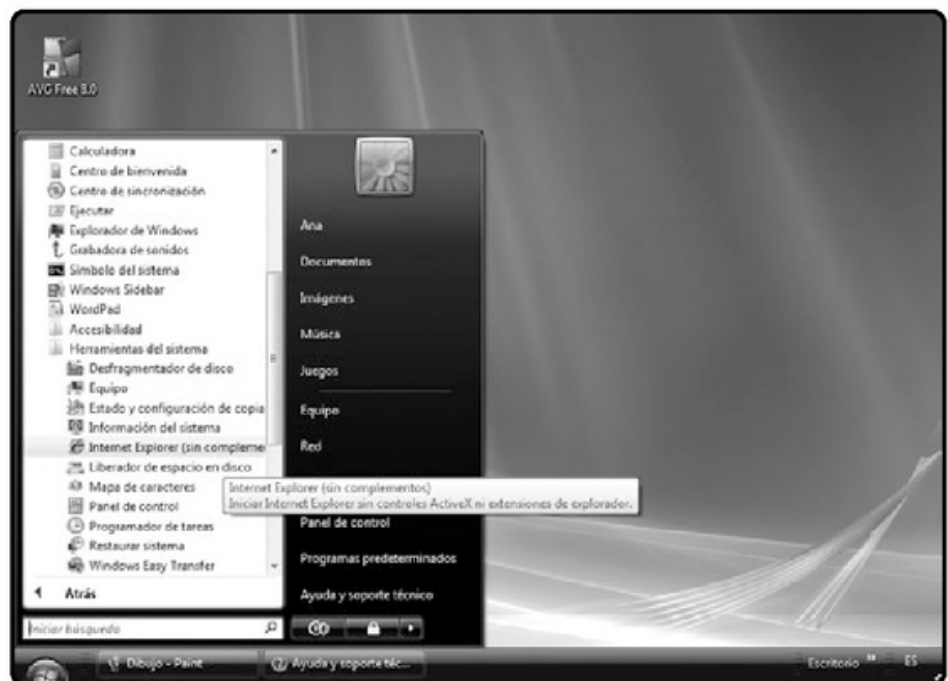 AVG Free 8.0
Calculadora
Centro de bienvenida
Centro de sincronización
Ejecutar
Explorador de Windows
Grabadora de sonidos
Símbolo del sistema
Windows Sidebar
WordPad
Accesibilidad
Herramientas del sistema
Desfragmentador de disco
Equipo
Estado y configuración de copia
Información del sistema
Internet Explorer (sin compleme
Liberador de espacio en disco
Mapa de caracteres
Panel de control
Programador de tareas
Restaurar sistema
Windows Easy Transfer
Atrás
Iniciar búsqueda
Ana
Documentos
Imágenes
Música
Juegos
Equipo
Red
Internet Explorer (sin complementos)
Iniciar Internet Explorer sin controles ActiveX ni extensiones de explorador.
Panel de control
Programas predeterminados
Ayuda y soporte técnico
Dibujo - Paint
Ayuda y soporte téc...
Escritorio »
ES